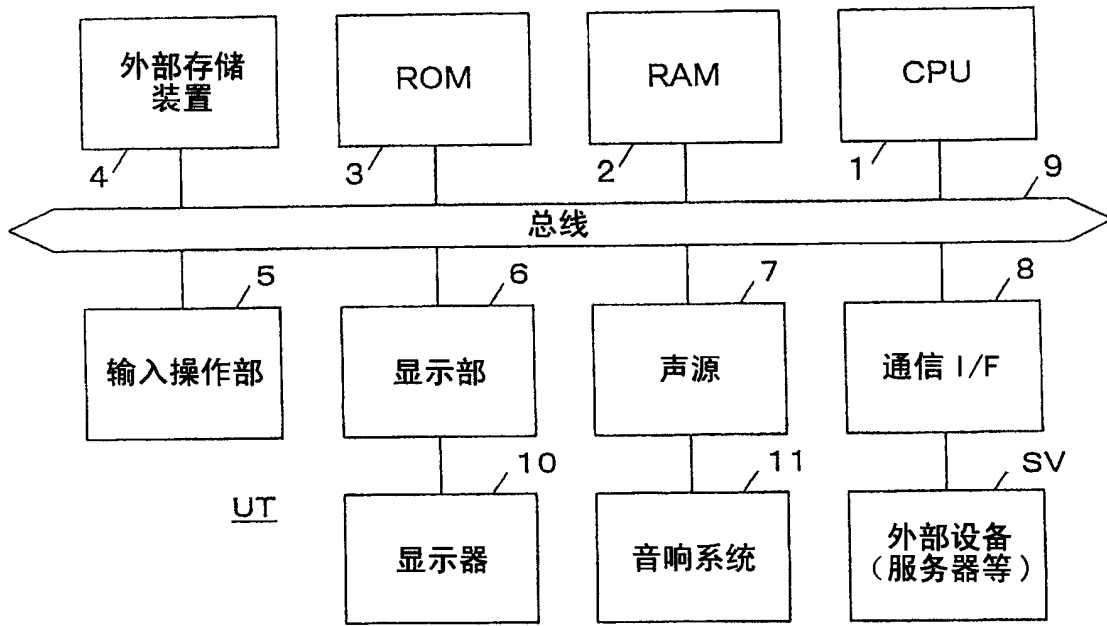 外部存储
装置
ROM
RAM
CPU
4
3
2
1
9
总线
5
6
7
8
输入操作部
显示部
声源
通信 I/F
10
11
SV
UT
显示器
音响系统
外部设备
（服务器等）